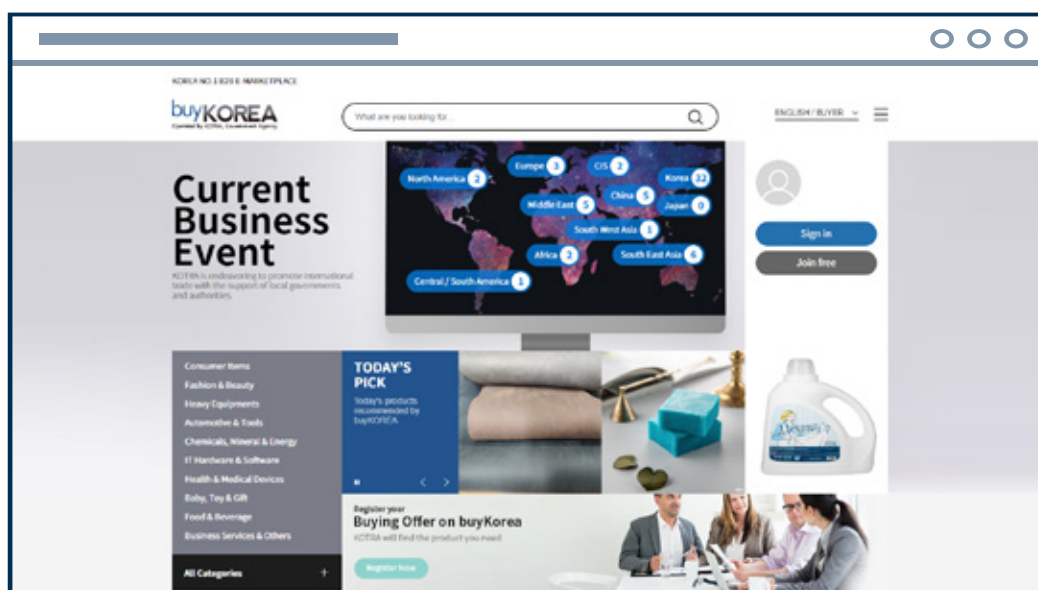 KOREA NO.1 B2B E-MARKETPLACE
buyKOREA
Operated by KOTRA, Government Agency
What are you looking for...
ENGLISH / BUYER
Current
Business
Event
KOTRA is endeavoring to promote international
trade with the support of local governments
and authorities.
North America 2
Europe 3
CIS 2
Korea 32
Middle East 5
China 5
Japan 0
South West Asia 1
Africa 2
South East Asia 6
Central / South America 1
Sign in
Join free
Consumer Items
Fashion & Beauty
Heavy Equipments
Automotive & Tools
Chemicals, Mineral & Energy
IT Hardware & Software
Health & Medical Devices
Baby, Toy & Gift
Food & Beverage
Business Services & Others
All Categories +
TODAY'S
PICK
Today's products
recommended by
buyKOREA
Register your
Buying Offer on buyKorea
KOTRA will find the product you need
Register Now